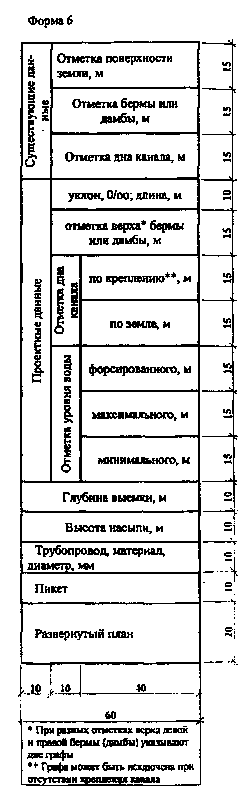 Форма 6
Существующие дан-
ные
Отметка поверхности
земли, м
15
Отметка бермы или
дамбы, м
15
Отметка дна канала, м
15
Проектные данные
уклон, 0/00; длина, м
10
отметка верха* бермы
или дамбы, м
15
Отметка дна
канала
по креплению**, м
15
по земле, м
15
Отметка уровня воды
форсированного, м
15
максимального, м
15
минимального, м
15
Глубина выемки, м
10
Высота насыпи, м
10
Трубопровод, материал,
диаметр, мм
10
Пикет
10
Развернутый план
20
10
10
40
60
* При разных отметках верха левой
и правой бермы (дамбы) указывают
две графы
** Графа может быть исключена при
отсутствии крепления канала